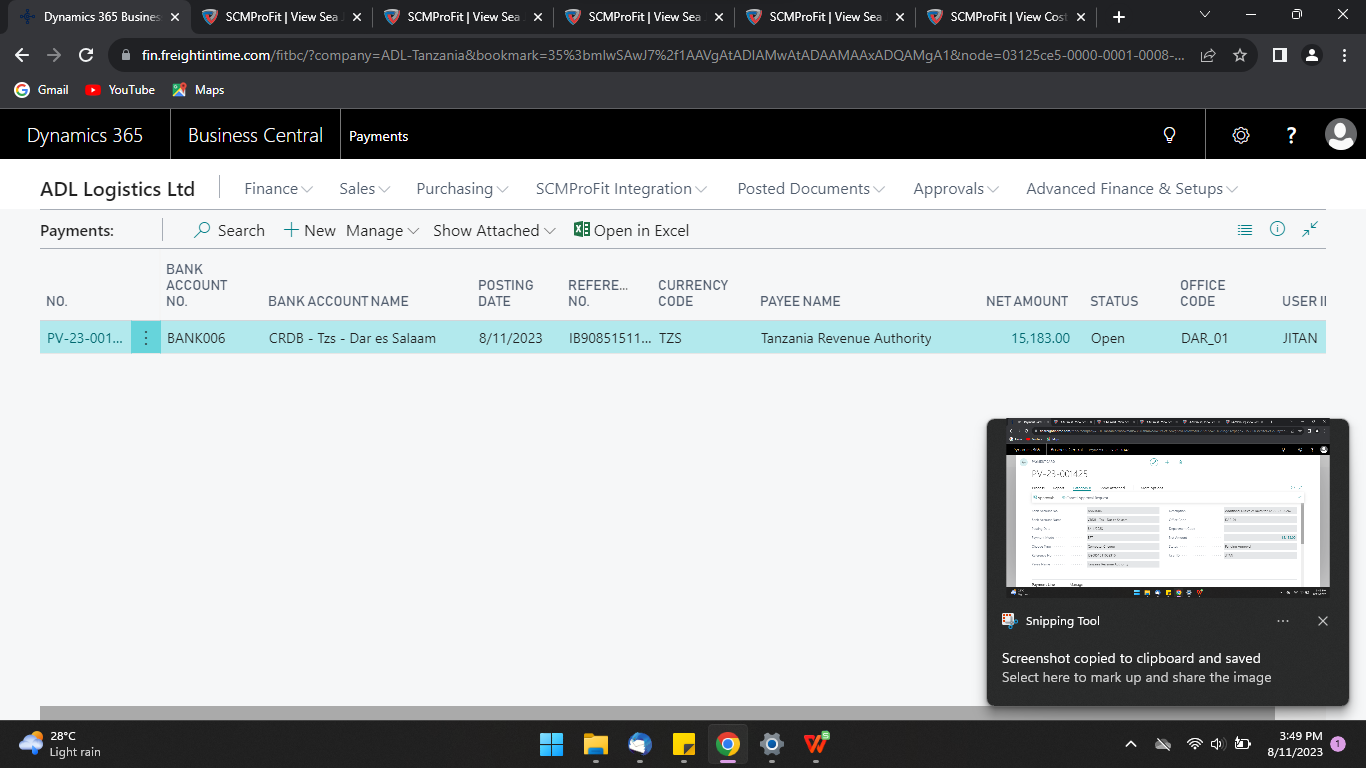 Dynamics 365 Busines
SCMProFit | View Sea
SCMProFit | View Sea
SCMProFit | View Sea
SCMProFit | View Sea
SCMProFit | View Cost
fin.freightintime.com/fitbc/?company=ADL-Tanzania&bookmark=35%3bmlwSAwJ7%2f1AAVgAtADIAMwAtADAAMAAxADQAMgA1&node=03125ce5-0000-0001-0008-...
Gmail
YouTube
Maps
Dynamics 365
Business Central
Payments
ADL Logistics Ltd
Finance
Sales
Purchasing
SCMProFit Integration
Posted Documents
Approvals
Advanced Finance & Setups
Payments:
Search
New
Manage
Show Attached
Open in Excel
NO.
BANK
ACCOUNT
NO.
BANK ACCOUNT NAME
POSTING
DATE
REFERE...
NO.
CURRENCY
CODE
PAYEE NAME
NET AMOUNT
STATUS
OFFICE
CODE
USER I
PV-23-001... BANK006 CRDB - Tzs - Dar es Salaam 8/11/2023 IB90851511... TZS Tanzania Revenue Authority 15,183.00 Open DAR_01 JITAN
PV-23-001425
Snipping Tool
Screenshot copied to clipboard and saved
Select here to mark up and share the image
28°C
Light rain
3:49 PM
8/11/2023
1